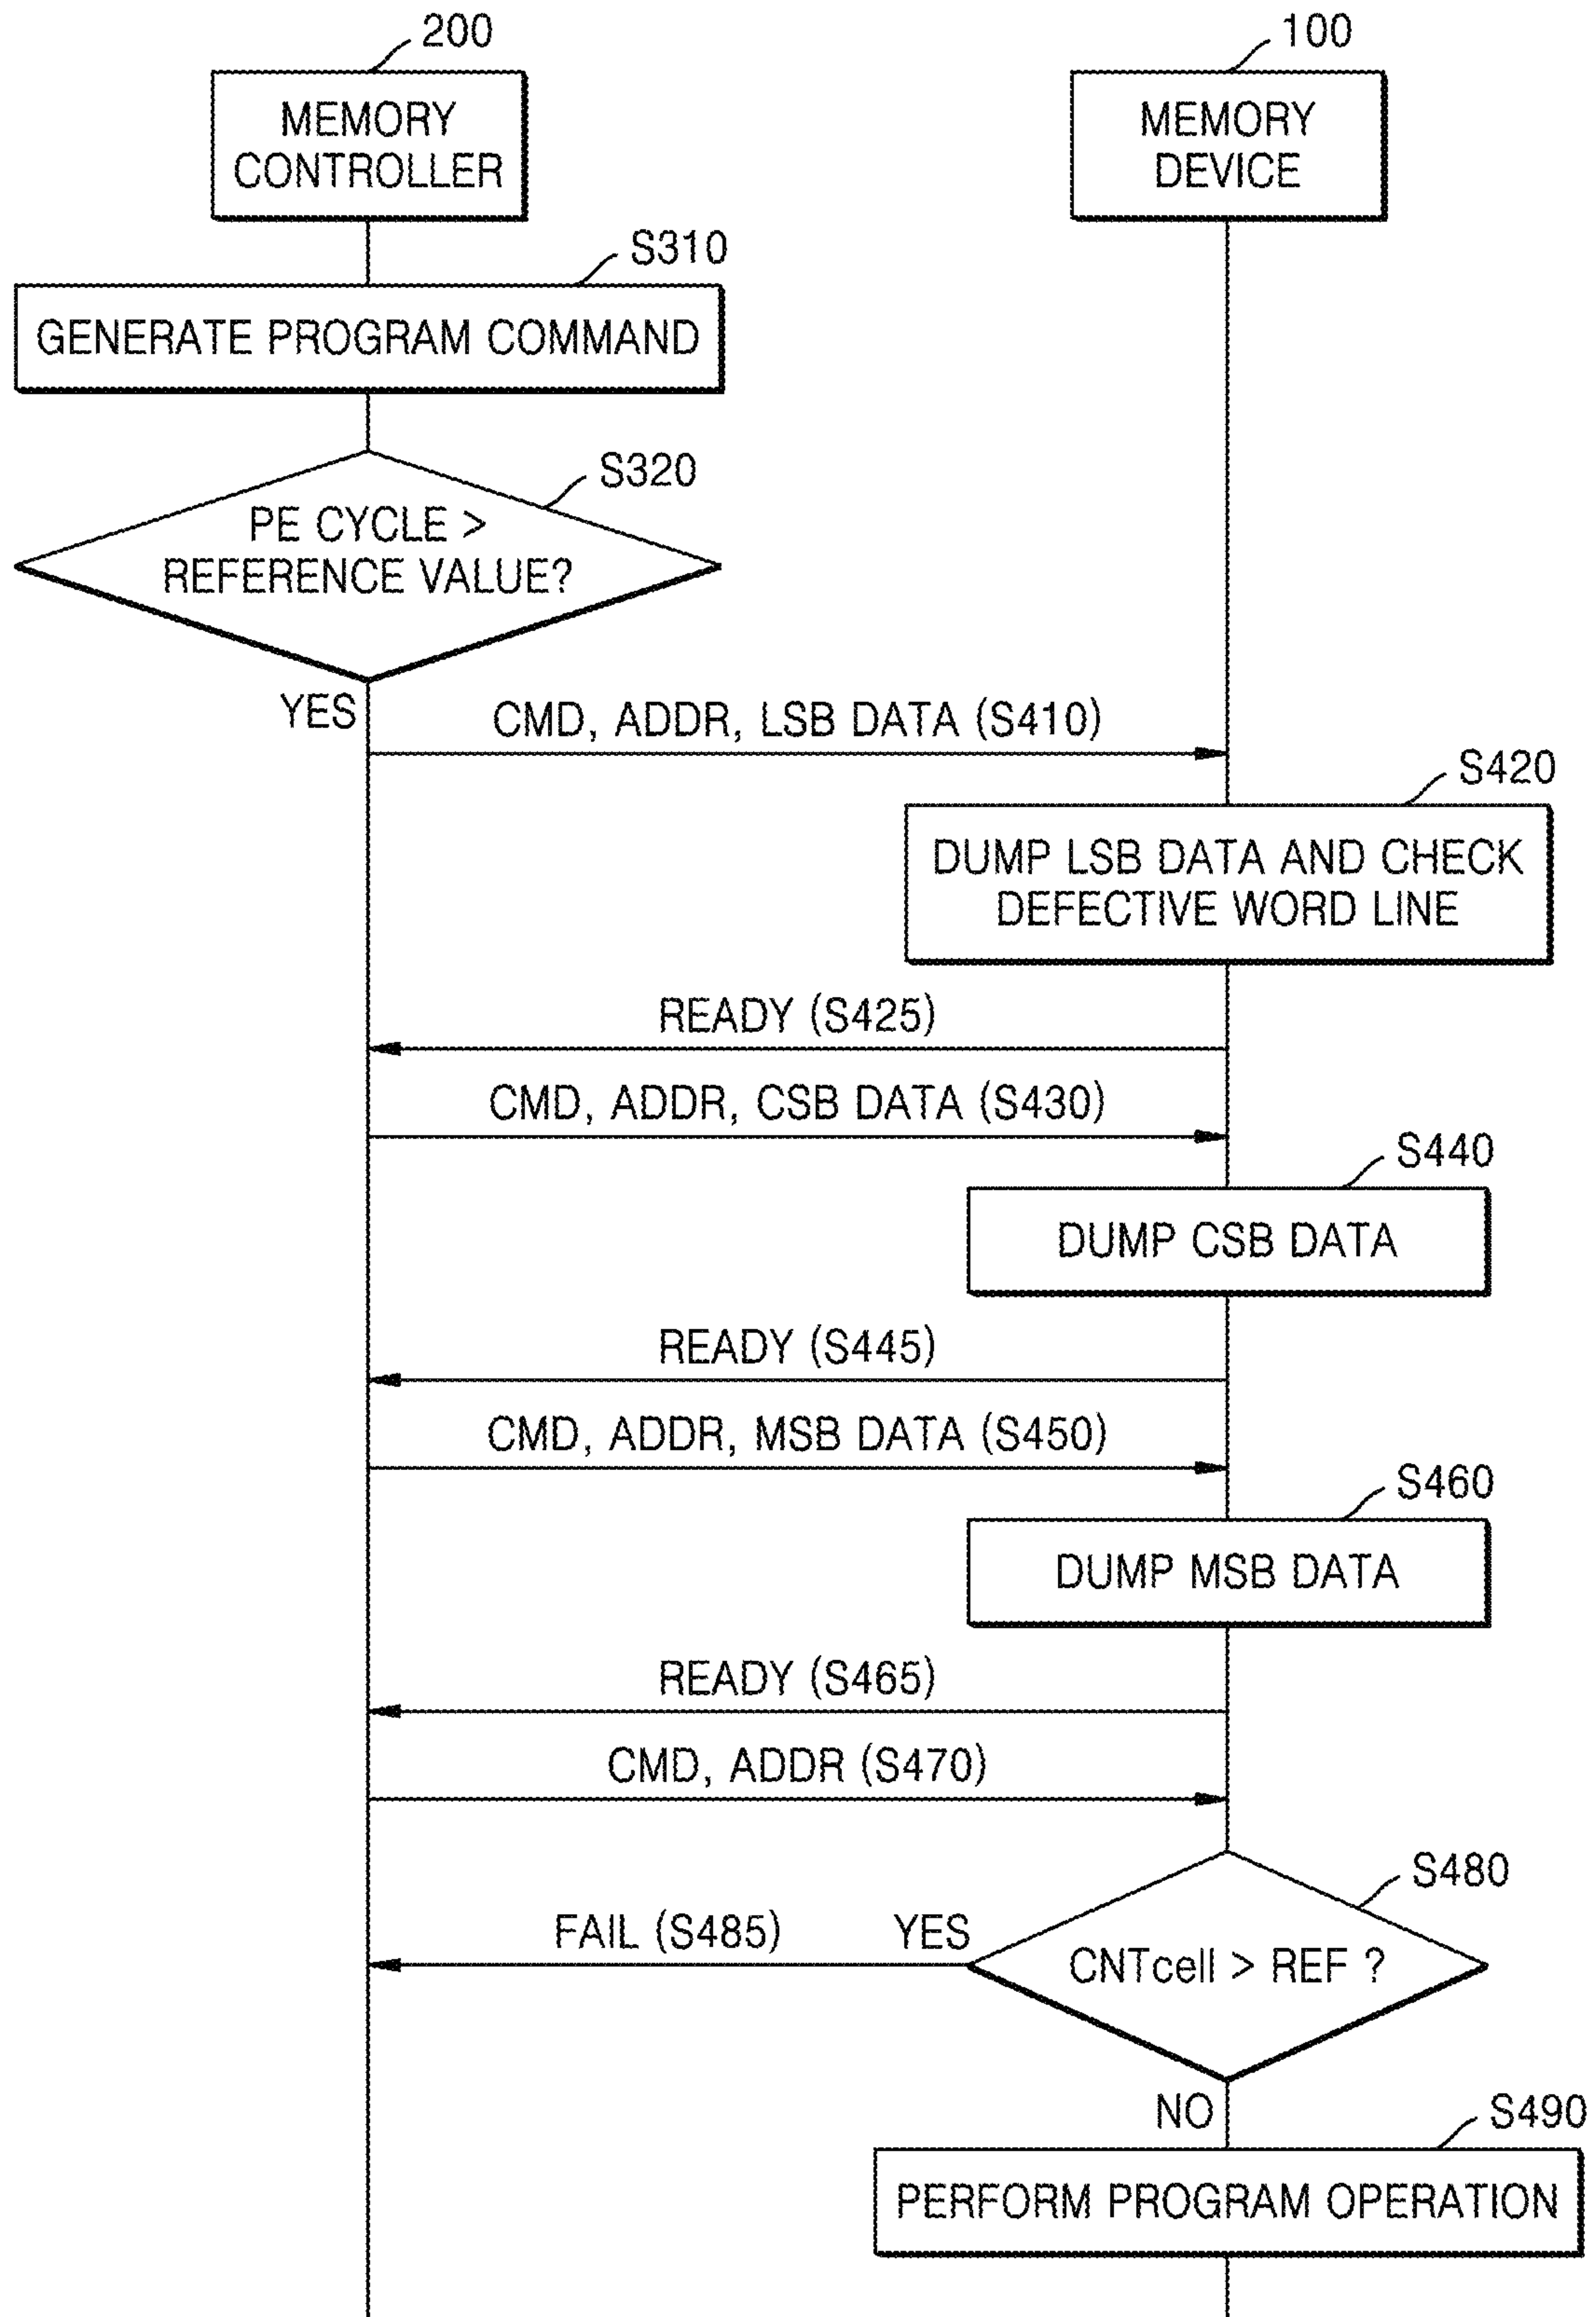 200
100
MEMORY
CONTROLLER
MEMORY
DEVICE
S310
GENERATE PROGRAM COMMAND
S320
PE CYCLE >
REFERENCE VALUE?
YES
CMD, ADDR, LSB DATA (S410)
S420
DUMP LSB DATA AND CHECK
DEFECTIVE WORD LINE
READY (S425)
CMD, ADDR, CSB DATA (S430)
S440
DUMP CSB DATA
READY (S445)
CMD, ADDR, MSB DATA (S450)
S460
DUMP MSB DATA
READY (S465)
CMD, ADDR (S470)
S480
FAIL (S485)
YES
CNTcell > REF ?
NO
S490
PERFORM PROGRAM OPERATION